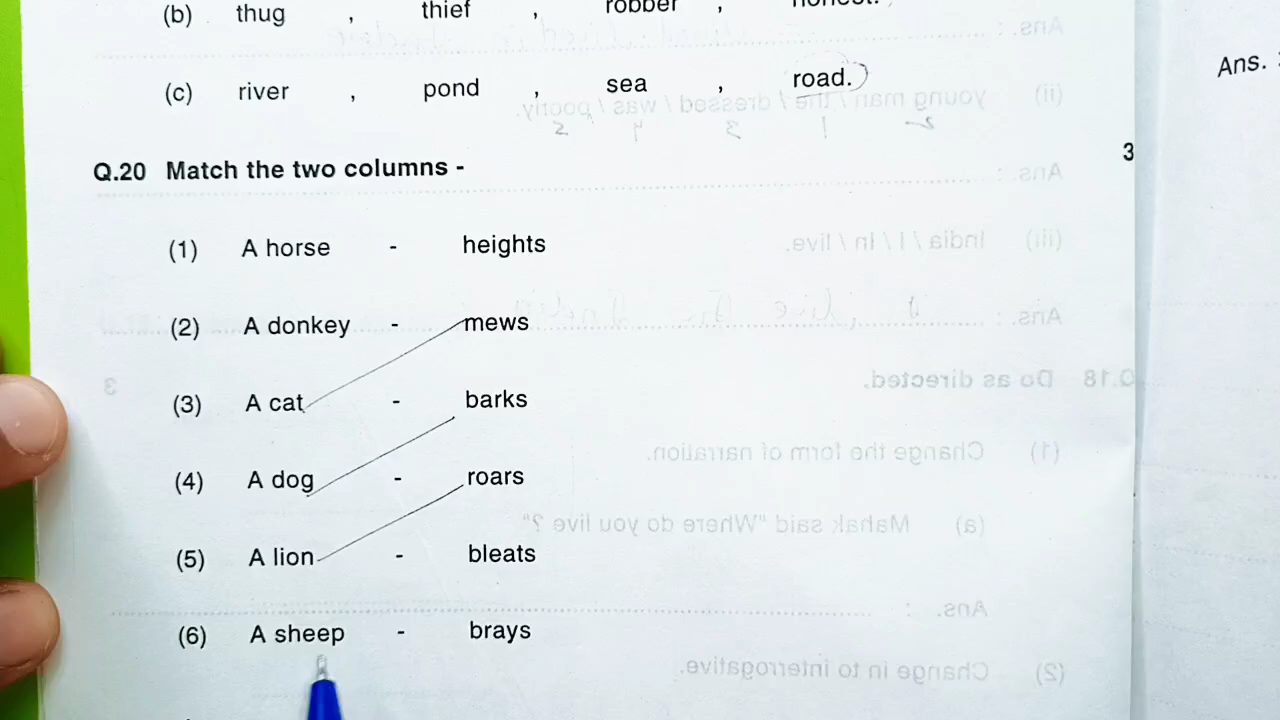 (b) thug , thief , robber , honest.
(c) river , pond , sea , road.
Ans.
Q.20 Match the two columns - 3
(1) A horse - heights
(2) A donkey - mews
(3) A cat - barks
(4) A dog - roars
(5) A lion - bleats
(6) A sheep - brays